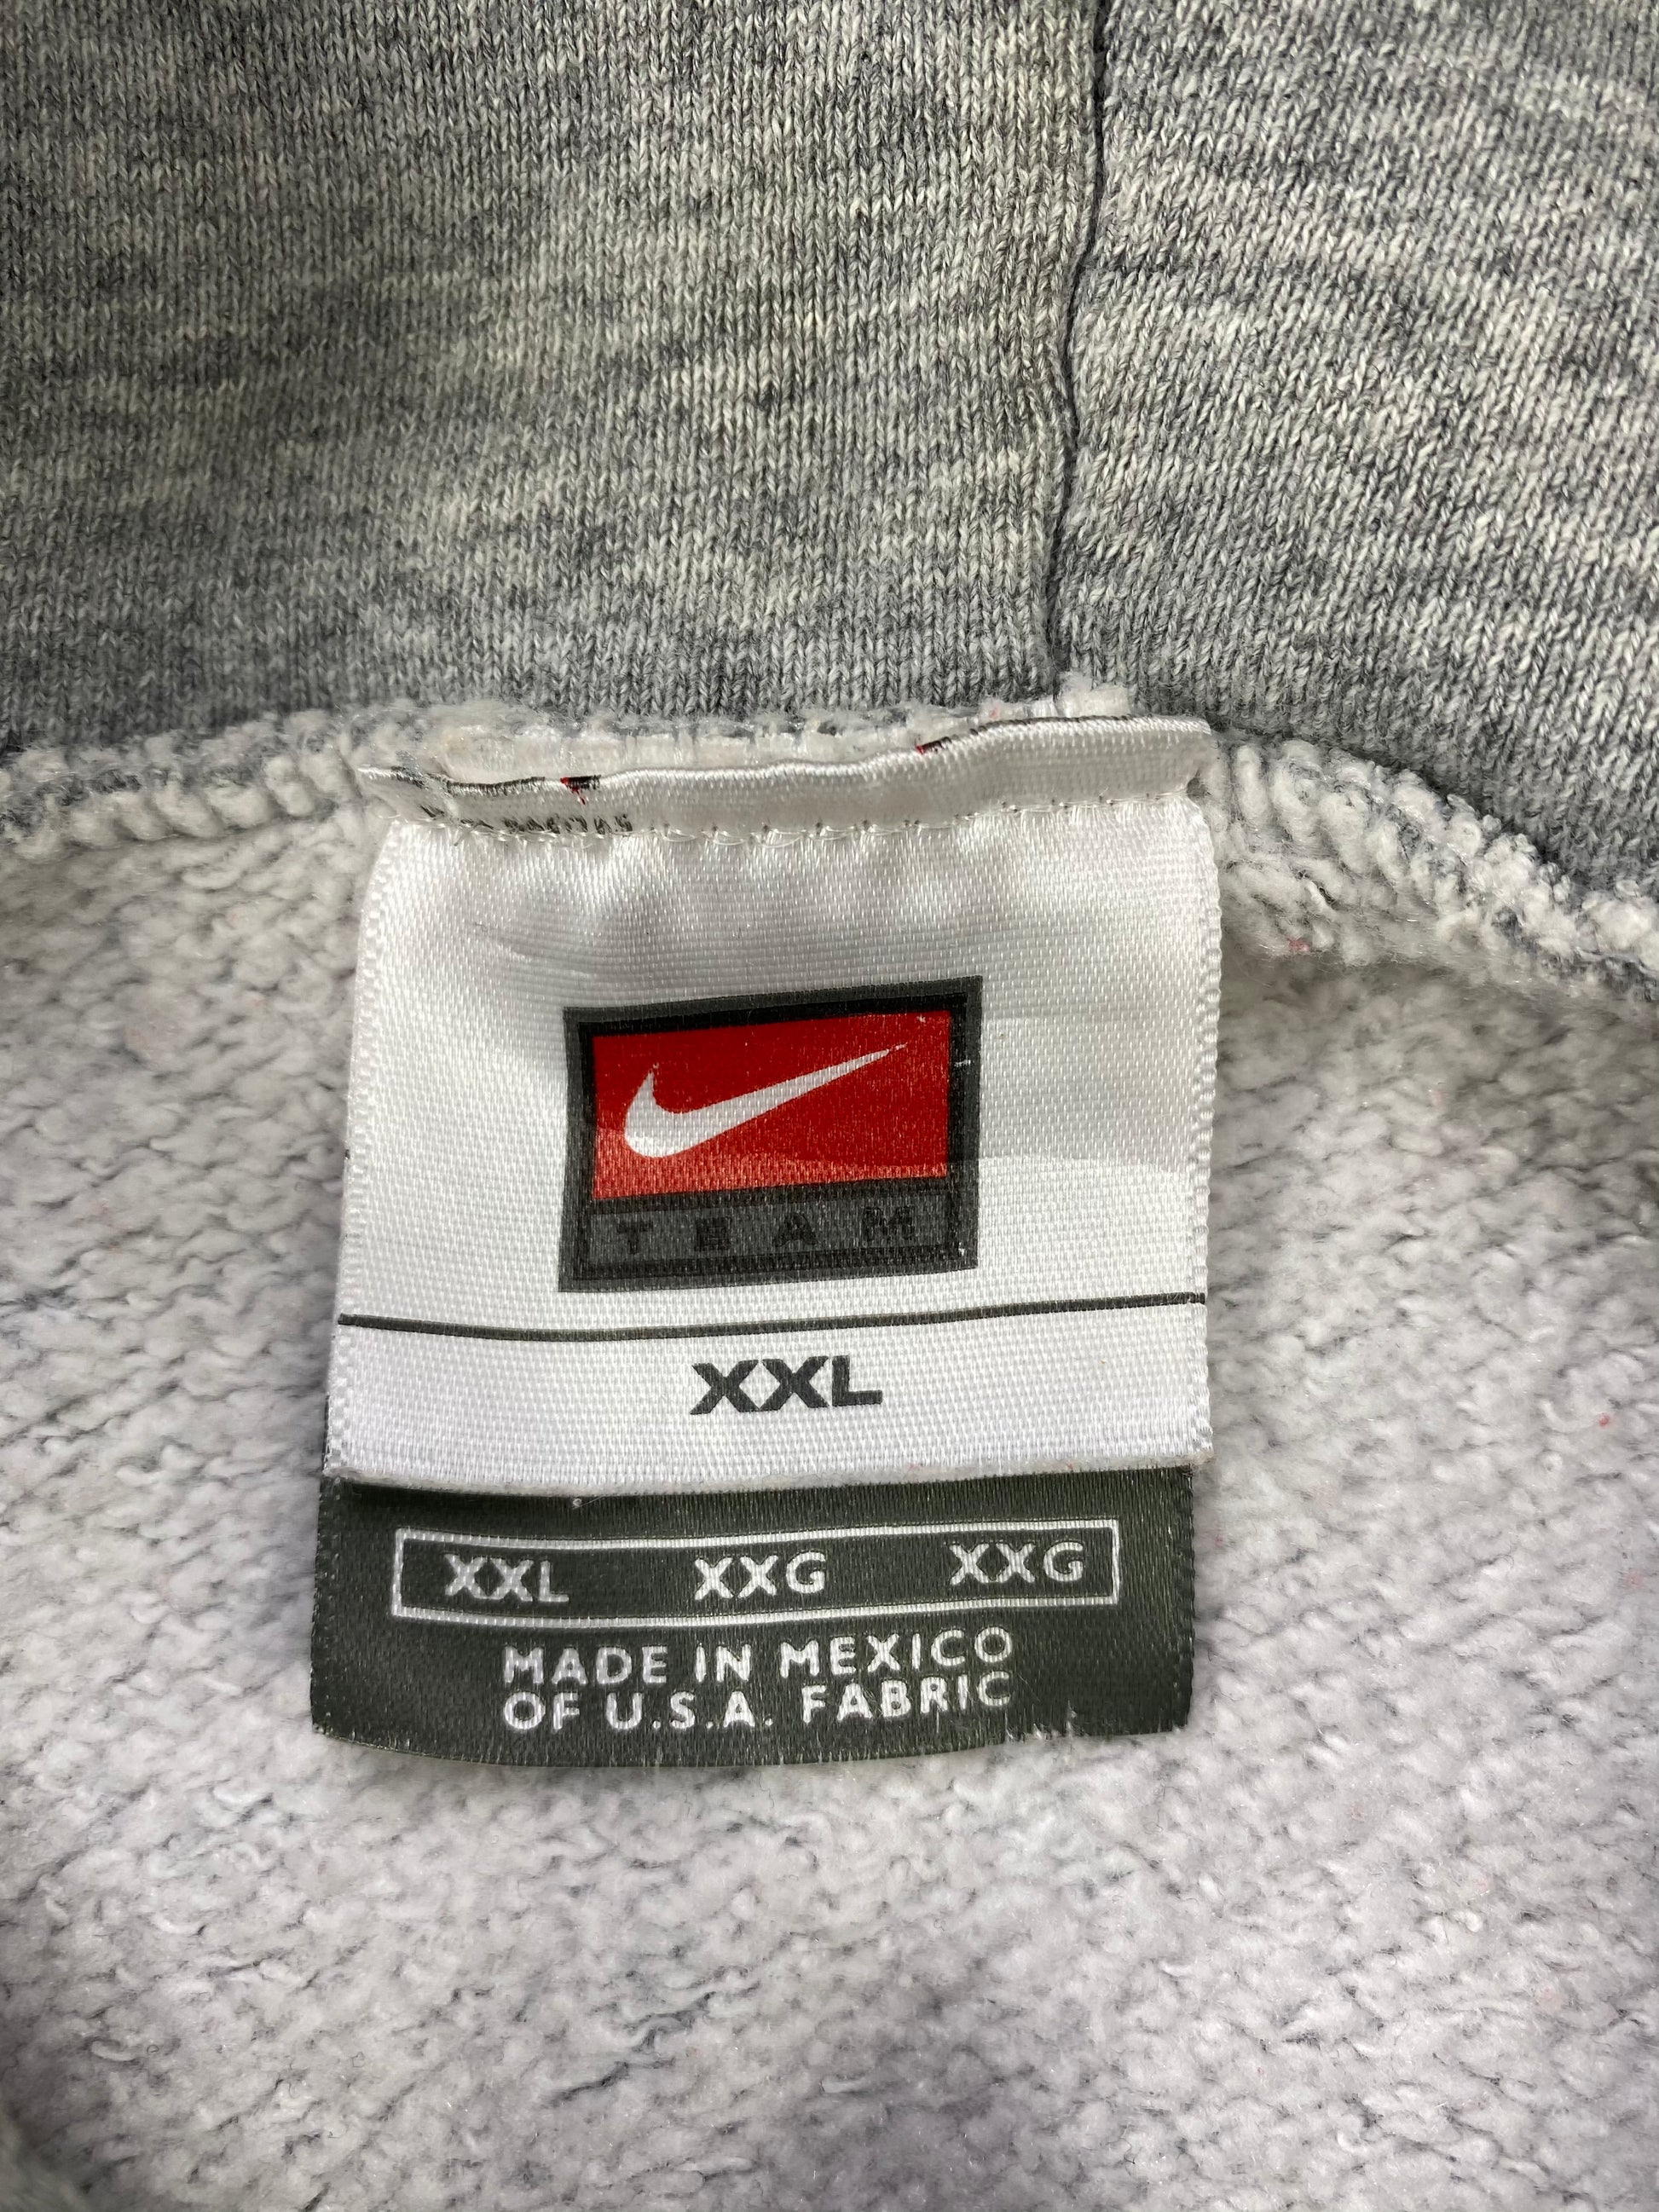 TEAM
XXL
XXL XXG XXG
MADE IN MEXICO
OF U.S.A. FABRIC